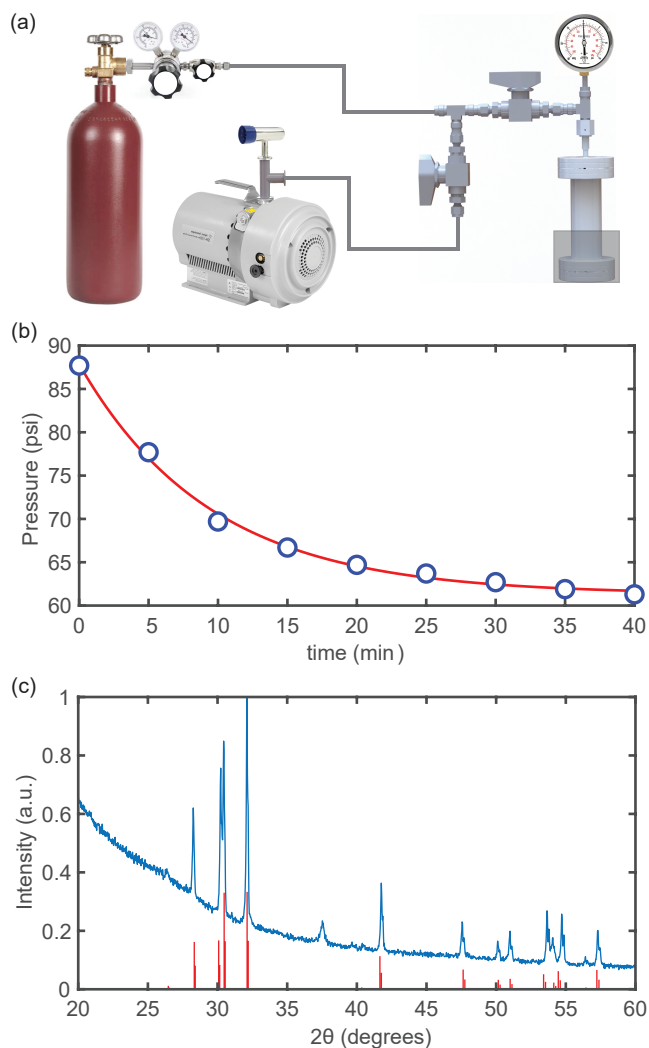 (a)
(b)
90
85
80
75
70
65
60
Pressure (psi)
0 5 10 15 20 25 30 35 40
time (min )
(c)
1
0.8
0.6
0.4
0.2
0
Intensity (a.u.)
20 25 30 35 40 45 50 55 60
2θ (degrees)